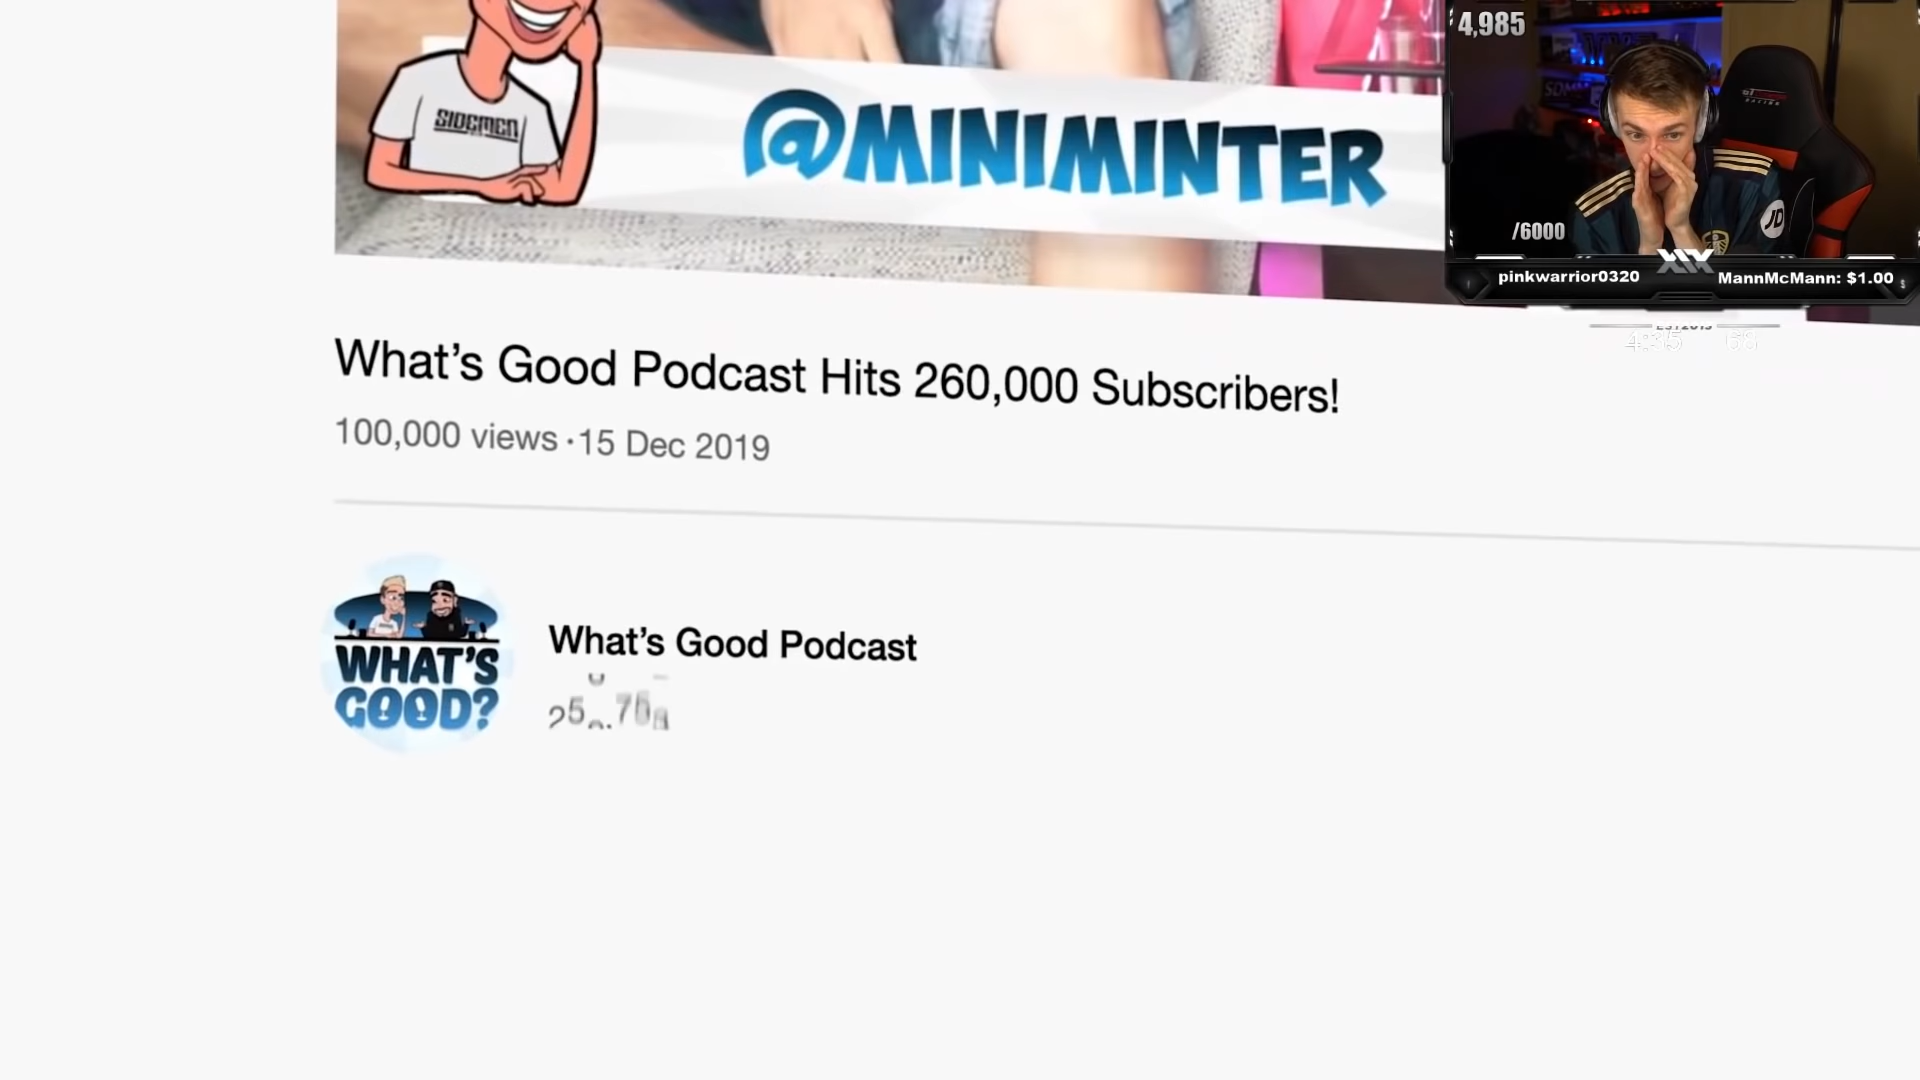 SIDEMEN
@MINIMINTER
4,985
/6000
pinkwarrior0320
MannMcMann: $1.00
What's Good Podcast Hits 260,000 Subscribers!
100,000 views · 15 Dec 2019
WHAT'S
GOOD?
What's Good Podcast